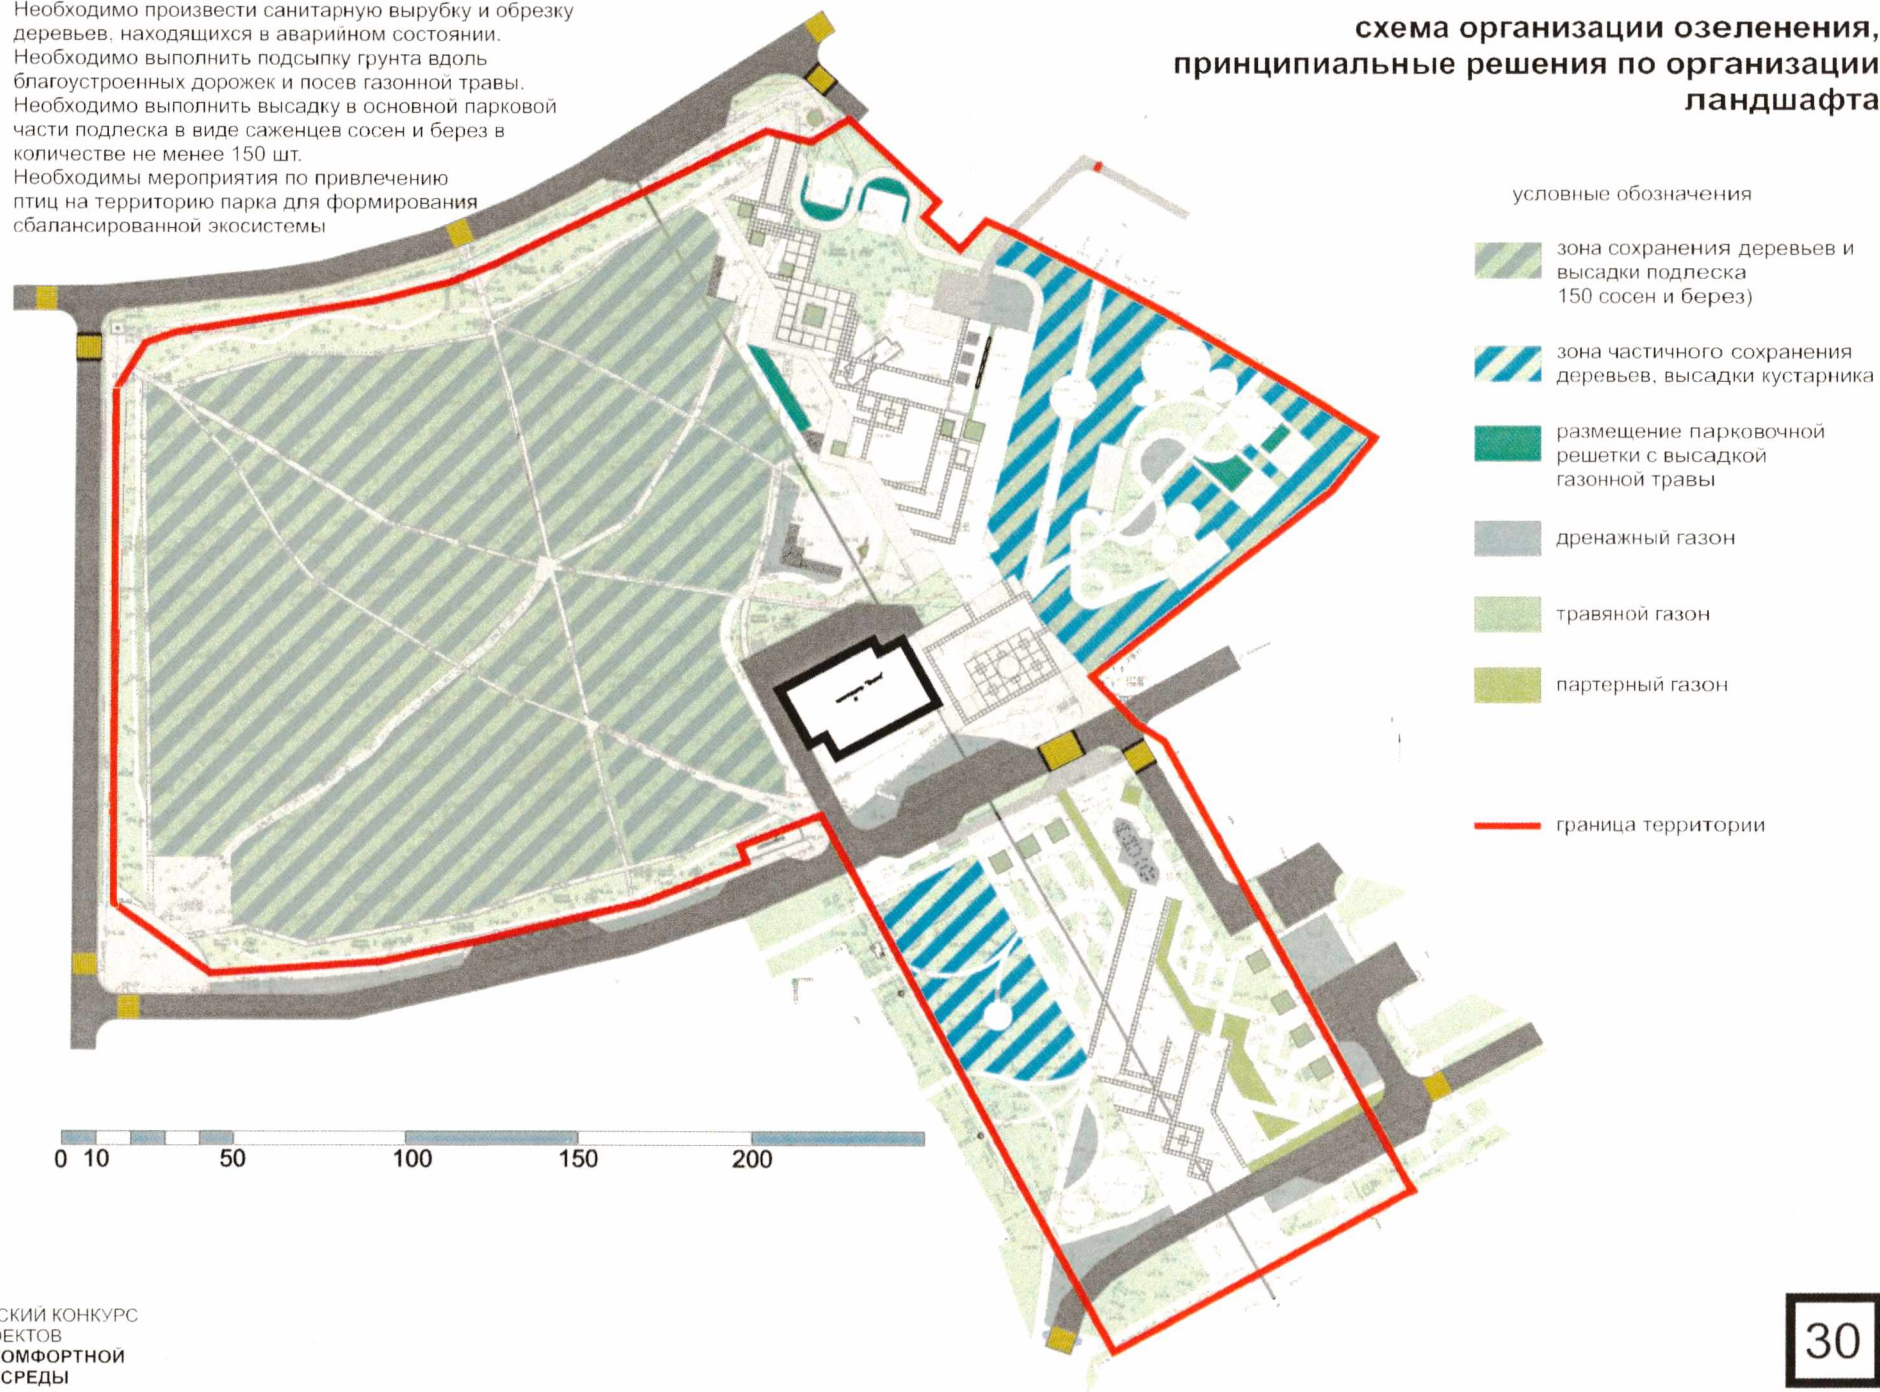 Необходимо произвести санитарную вырубку и обрезку
деревьев, находящихся в аварийном состоянии.
Необходимо выполнить подсыпку грунта вдоль
благоустроенных дорожек и посев газонной травы.
Необходимо выполнить высадку в основной парковой
части подлеска в виде саженцев сосен и берез в
количестве не менее 150 шт.
Необходимы мероприятия по привлечению
птиц на территорию парка для формирования
сбалансированной экосистемы
схема организации озеленения,
принципиальные решения по организации
ландшафта
условные обозначения
зона сохранения деревьев и
высадки подлеска
150 сосен и берез)
зона частичного сохранения
деревьев, высадки кустарника
размещение парковочной
решетки с высадкой
газонной травы
дренажный газон
травяной газон
партерный газон
граница территории
0 10 50 100 150 200
СКИЙ КОНКУРС
ЕКТОВ
ОМФОРТНОЙ
СРЕДЫ
30